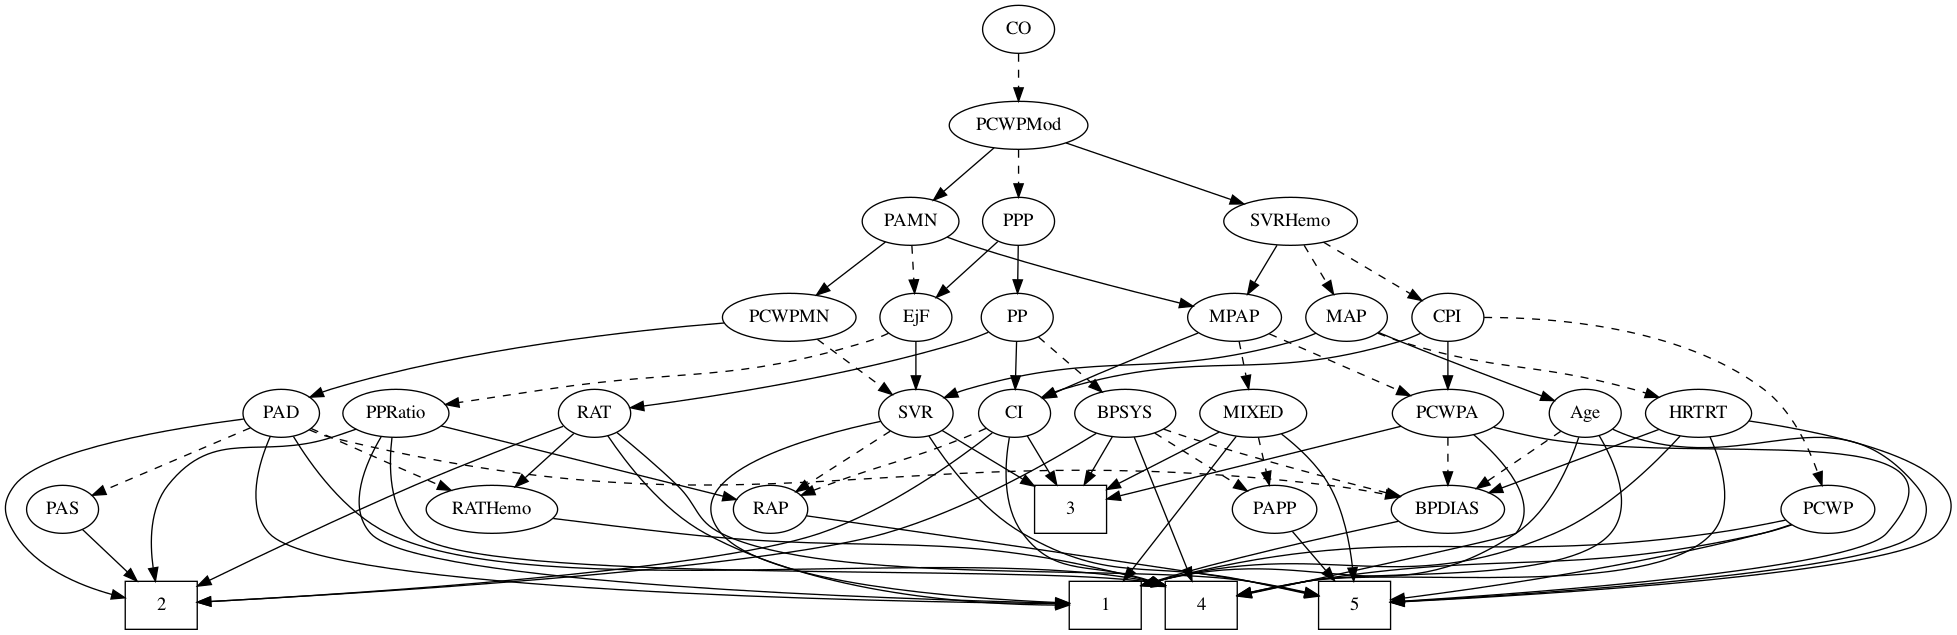 CO
PCWPMod
PAMN
PPP
SVRHemo
PCWPMN
EjF
PP
MPAP
MAP
CPI
PAD
PPRatio
RAT
SVR
CI
BPSYS
MIXED
PCWPA
Age
HRTRT
PAS
RATHemo
RAP
3
PAPP
BPDIAS
PCWP
2
1
4
5